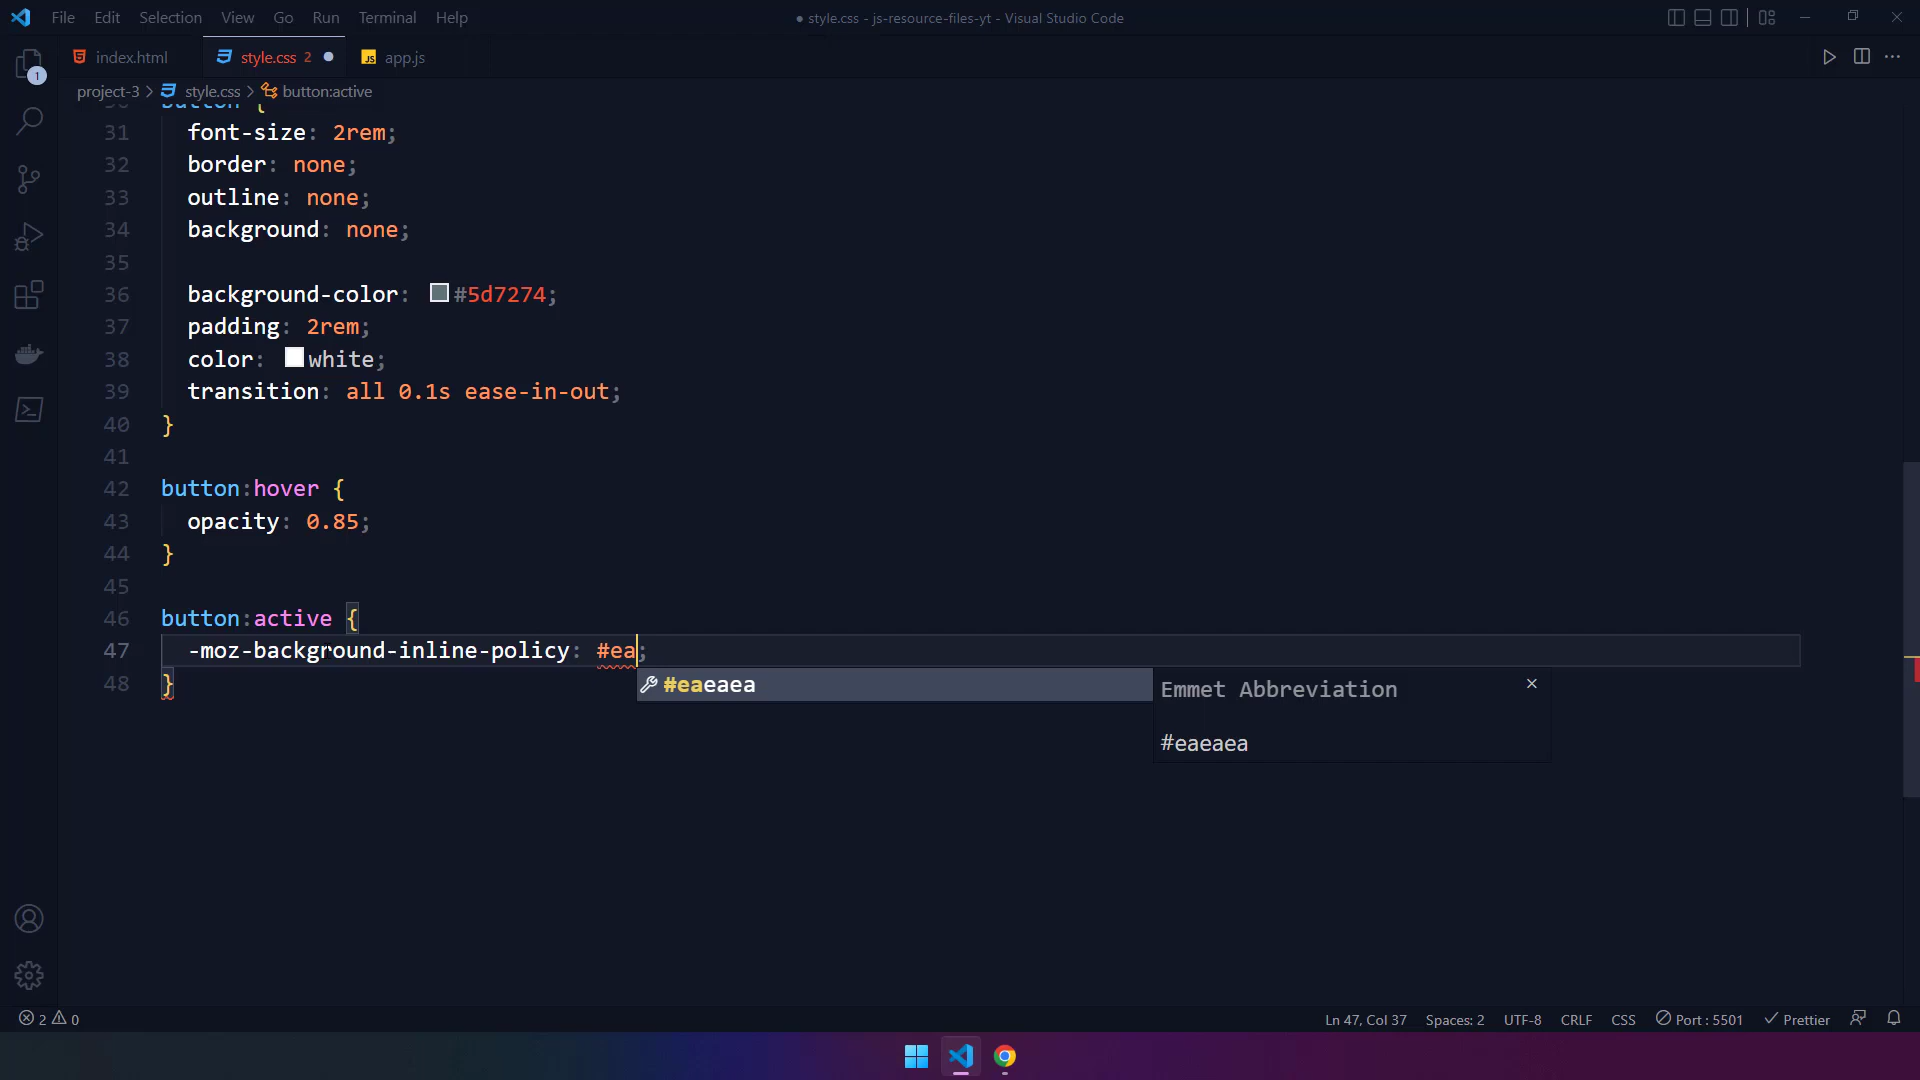 File Edit Selection View Go Run Terminal Help
● style.css - js-resource-files-yt - Visual Studio Code
index.html
style.css 2
JS app.js
1
project-3 > style.css > button:active
30 button {
31 font-size: 2rem;
32 border: none;
33 outline: none;
34 background: none;
35
36 background-color: #5d7274;
37 padding: 2rem;
38 color: white;
39 transition: all 0.1s ease-in-out;
40 }
41
42 button:hover {
43 opacity: 0.85;
44 }
45
46 button:active {
47 -moz-background-inline-policy: #ea;
48 }
#eaeaea
Emmet Abbreviation
#eaeaea
2 0
Ln 47, Col 37 Spaces: 2 UTF-8 CRLF CSS Port : 5501 Prettier